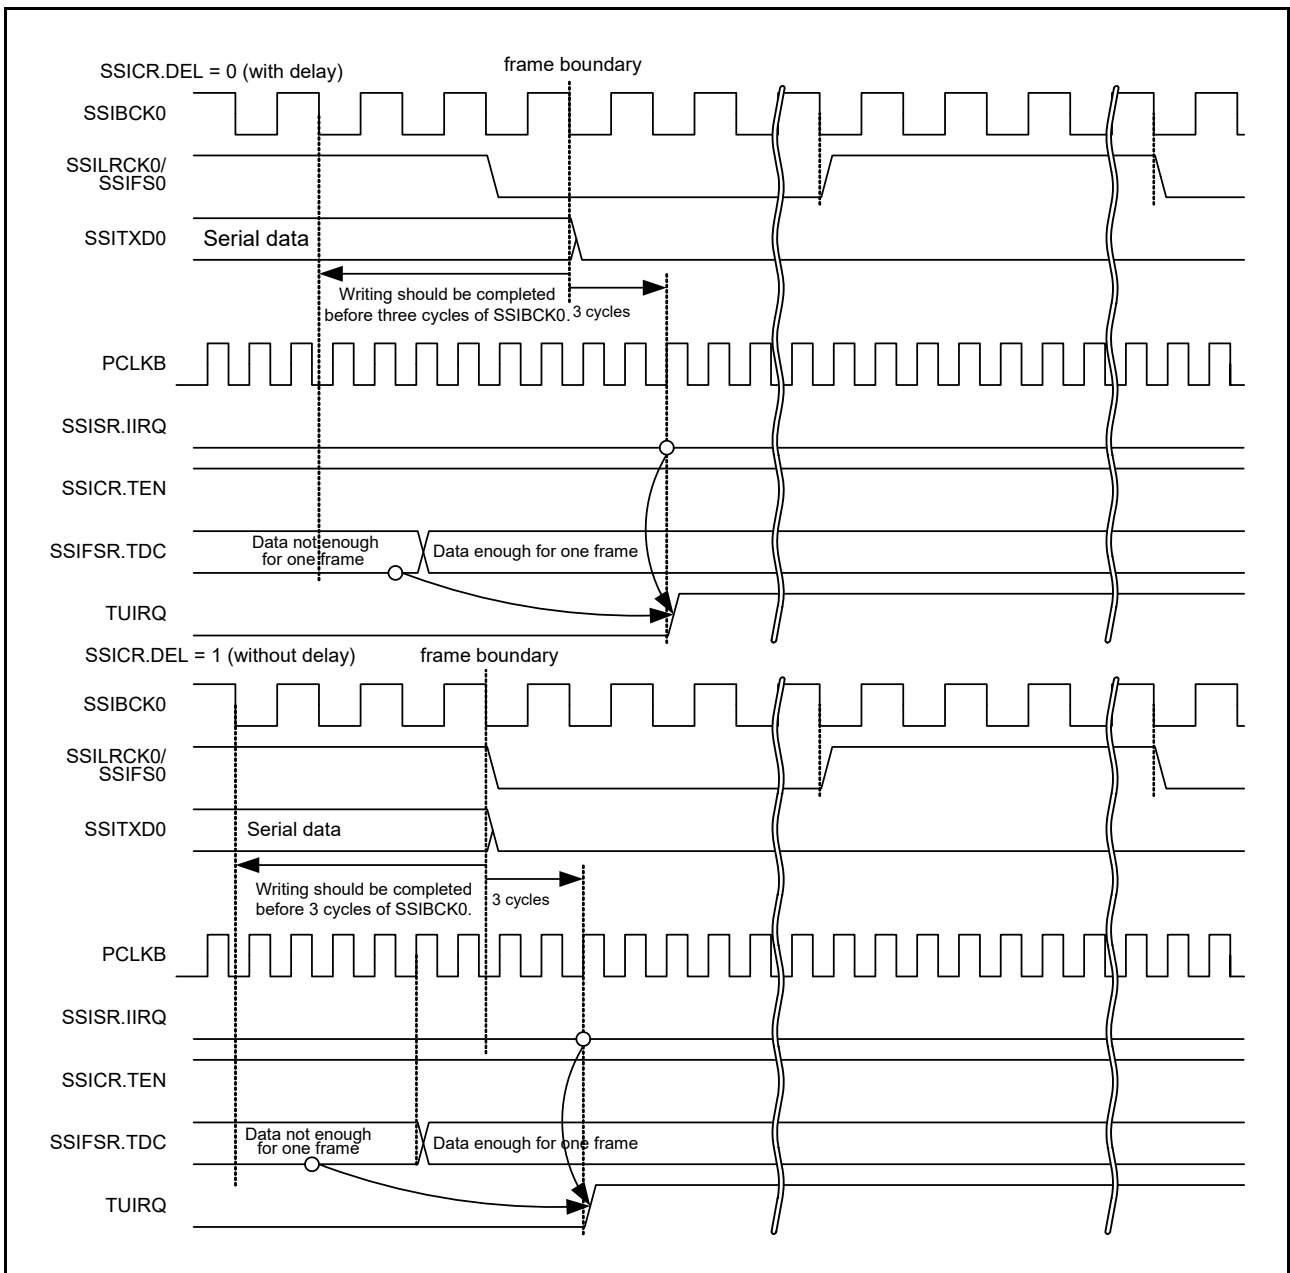 SSICR.DEL = 0 (with delay)
frame boundary
SSIBCK0
SSILRCK0/
SSIFS0
SSITXD0
Serial data
Writing should be completed
before three cycles of SSIBCK0.
3 cycles
PCLKB
SSISR.IIRQ
SSICR.TEN
SSIFSR.TDC
Data not enough
for one frame
Data enough for one frame
TUIRQ
SSICR.DEL = 1 (without delay)
frame boundary
SSIBCK0
SSILRCK0/
SSIFS0
SSITXD0
Serial data
Writing should be completed
before 3 cycles of SSIBCK0.
3 cycles
PCLKB
SSISR.IIRQ
SSICR.TEN
SSIFSR.TDC
Data not enough
for one frame
Data enough for one frame
TUIRQ